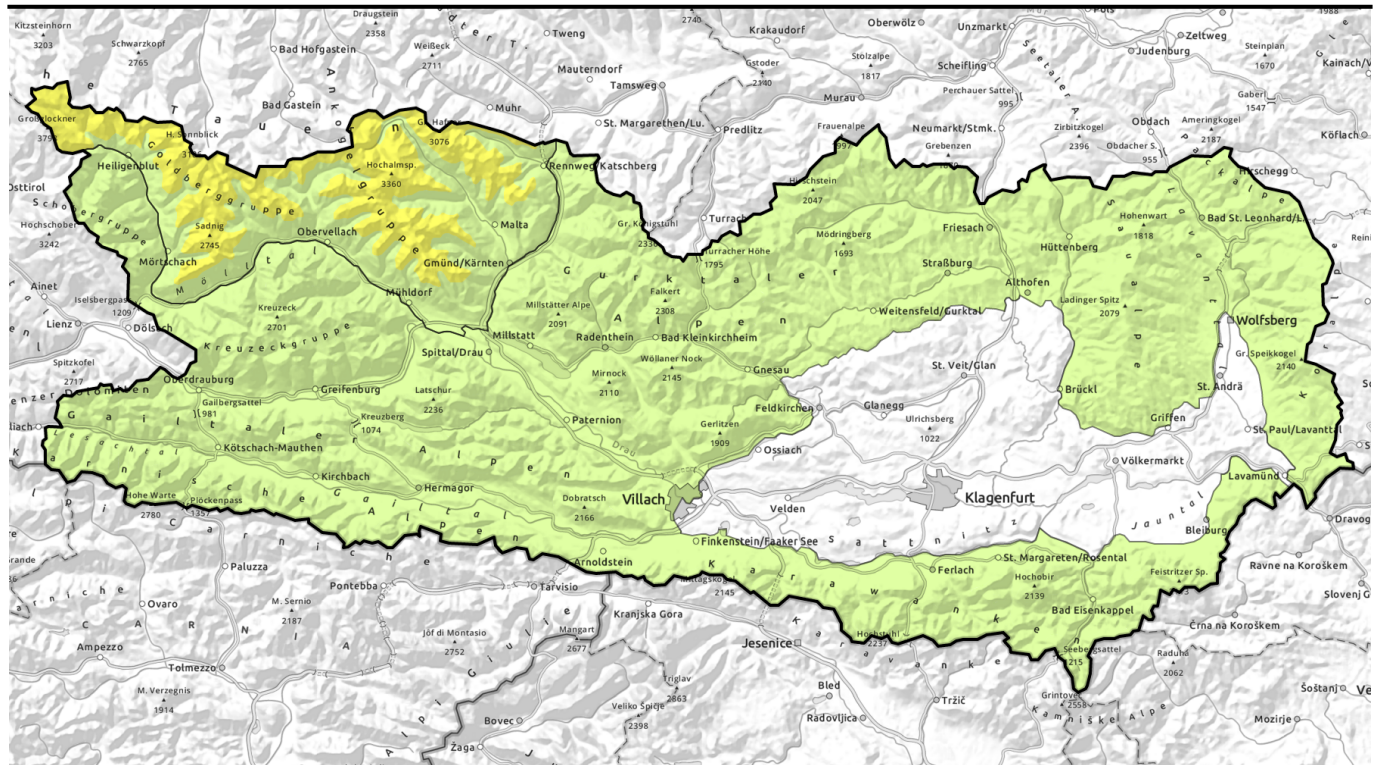 Kitzsteinhorn
3203
Schwarzkopf
2765
Draugstein
2358
Bad Hofgastein
Weißeck
2711
Tweng
2740
Krakaudorf
Oberwölz
Unzmarkt
Pöls
Zeltweg
1988
Judenburg
Steinplan
1670
Mauterndorf
Gstoder
2140
Stolzalpe
1817
Scheifling
Seetaler A.
Tamsweg
Murau
Perchauer Sattel
995
Gaberl
1547
Bad Gastein
Muhr
St. Margarethen/Lu.
Predlitz
Frauenalpe
1997
Neumarkt/Stmk.
Zirbitzkogel
2396
Obdach
Ameringkogel
2187
Köflach
Großglockner
H. Sonnblick
Gr. Hafner
3076
Grebenzen
Obdacher S.
955
Heiligenblut
Goldberggruppe
Ankogelgruppe
Hochalmsp.
3360
Rennweg/Katschberg
Hirschstein
2047
Packalpe
Hirschegg
Osttirol
Schobergruppe
Hochschober
3242
Sadnig
2745
Obervellach
Malta
Gr. Königstuhl
2336
Turrach
Turracher Höhe
1795
Mödringberg
1693
Friesach
Hüttenberg
Hohenwart
1818
Bad St. Leonhard/L.
Mörtschach
Mölltal
Gmünd/Kärnten
Gurktaler
Alpen
Straßburg
Saualpe
Lavanttal
Ainet
Iselsbergpass
1209
Mühldorf
Falkert
2308
Althofen
Ladinger Spitz
2079
Kreuzeck
2701
Millstätter Alpe
2091
Weitensfeld/Gurktal
Lienz
Dölsach
Kreuzeckgruppe
Millstatt
Radenthein
Bad Kleinkirchheim
Wolfsberg
Spitzkofel
2717
Spittal/Drau
Wöllaner Nock
2145
St. Veit/Glan
Gr. Speikkogel
2140
Oberdrauburg
Greifenburg
Latschur
2236
Mirnock
2110
Gnesau
Brückl
St. Andrä
Gailbergsattel
981
Kreuzberg
1074
Feldkirchen
Glanegg
Ulrichsberg
1022
Griffen
Gailtaler Alpen
Paternion
Gerlitzen
1909
St. Paul/Lavanttal
Lesachtal
Kötschach-Mauthen
Drau
Ossiach
Völkermarkt
Kirchbach
Hermagor
Lavamünd
Karnische Alpen
Gailtal
Hohe Warte
2780
Plöckenpass
1357
Dobratsch
2166
Villach
Velden
Klagenfurt
Sattnitz
Jauntal
Bleiburg
Dravog
Finkenstein/Faaker See
Paluzza
Arnoldstein
Karawanken
St. Margareten/Rosental
Ferlach
Hochobir
2139
Feistritzer Sp.
Ravne na Koroškem
Pontebba
Tarvisio
Mittagskogel
2145
Bad Eisenkappel
Slovenj G
Ovaro
M. Sernio
2187
Kranjska Gora
Črna na Koroškem
CARNIA
Jôf di Montasio
2752
Mangart
2677
Jesenice
Hochstuhl
2237
Karavanke
Seebergsattel
1215
Raduha
2062
Ampezzo
Tolmezzo
Alpi Giulie
Triglav
2863
Bled
Tržič
Grintovec
2558
Šoštanj
M. Verzegnis
1914
Veliko Špičje
2398
Radovljica
Kamniške Alpe
Mozirje
Bovec
Žaga